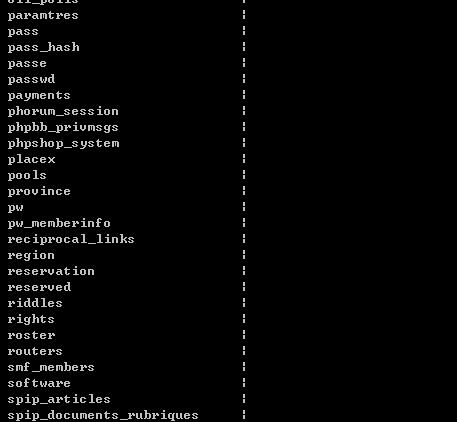 paramtres ¦
pass ¦
pass_hash ¦
passe ¦
passwd ¦
payments ¦
phorum_session ¦
phpbb_privmsgs ¦
phpshop_system ¦
placex ¦
pools ¦
province ¦
pw ¦
pw_memberinfo ¦
reciprocal_links ¦
region ¦
reservation ¦
reserved ¦
riddles ¦
rights ¦
roster ¦
routers ¦
smf_members ¦
software ¦
spip_articles ¦
spip_documents_rubriques ¦